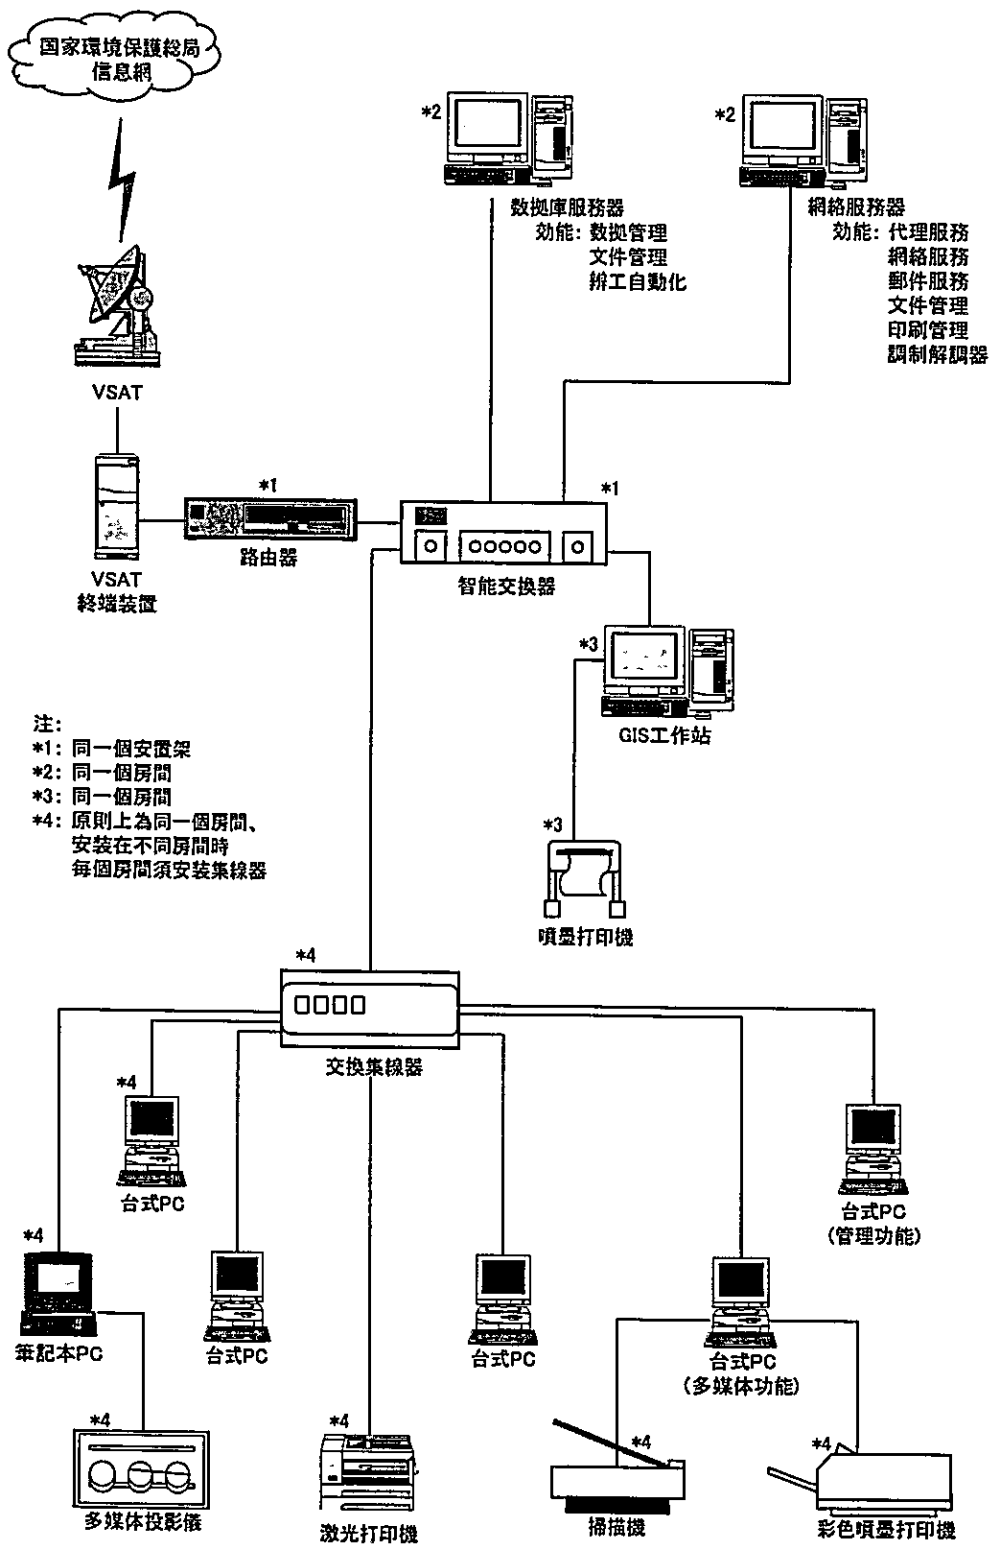 国家環境保護総局
信息網
*2
数拠庫服務器
効能: 数拠管理
文件管理
辦工自動化
*2
網絡服務器
効能: 代理服務
網絡服務
郵件服務
文件管理
印刷管理
調制解調器
VSAT
VSAT
終端装置
*1
路由器
*1
智能交換器
*3
GIS工作站
*3
噴墨打印機
注:
*1: 同一個安置架
*2: 同一個房間
*3: 同一個房間
*4: 原則上為同一個房間、
安装在不同房間時
毎個房間須安装集線器
*4
交換集線器
*4
台式PC
台式PC
(管理功能)
*4
筆記本PC
台式PC
台式PC
台式PC
(多媒体功能)
*4
多媒体投影儀
*4
激光打印機
*4
掃描機
*4
彩色噴墨打印機